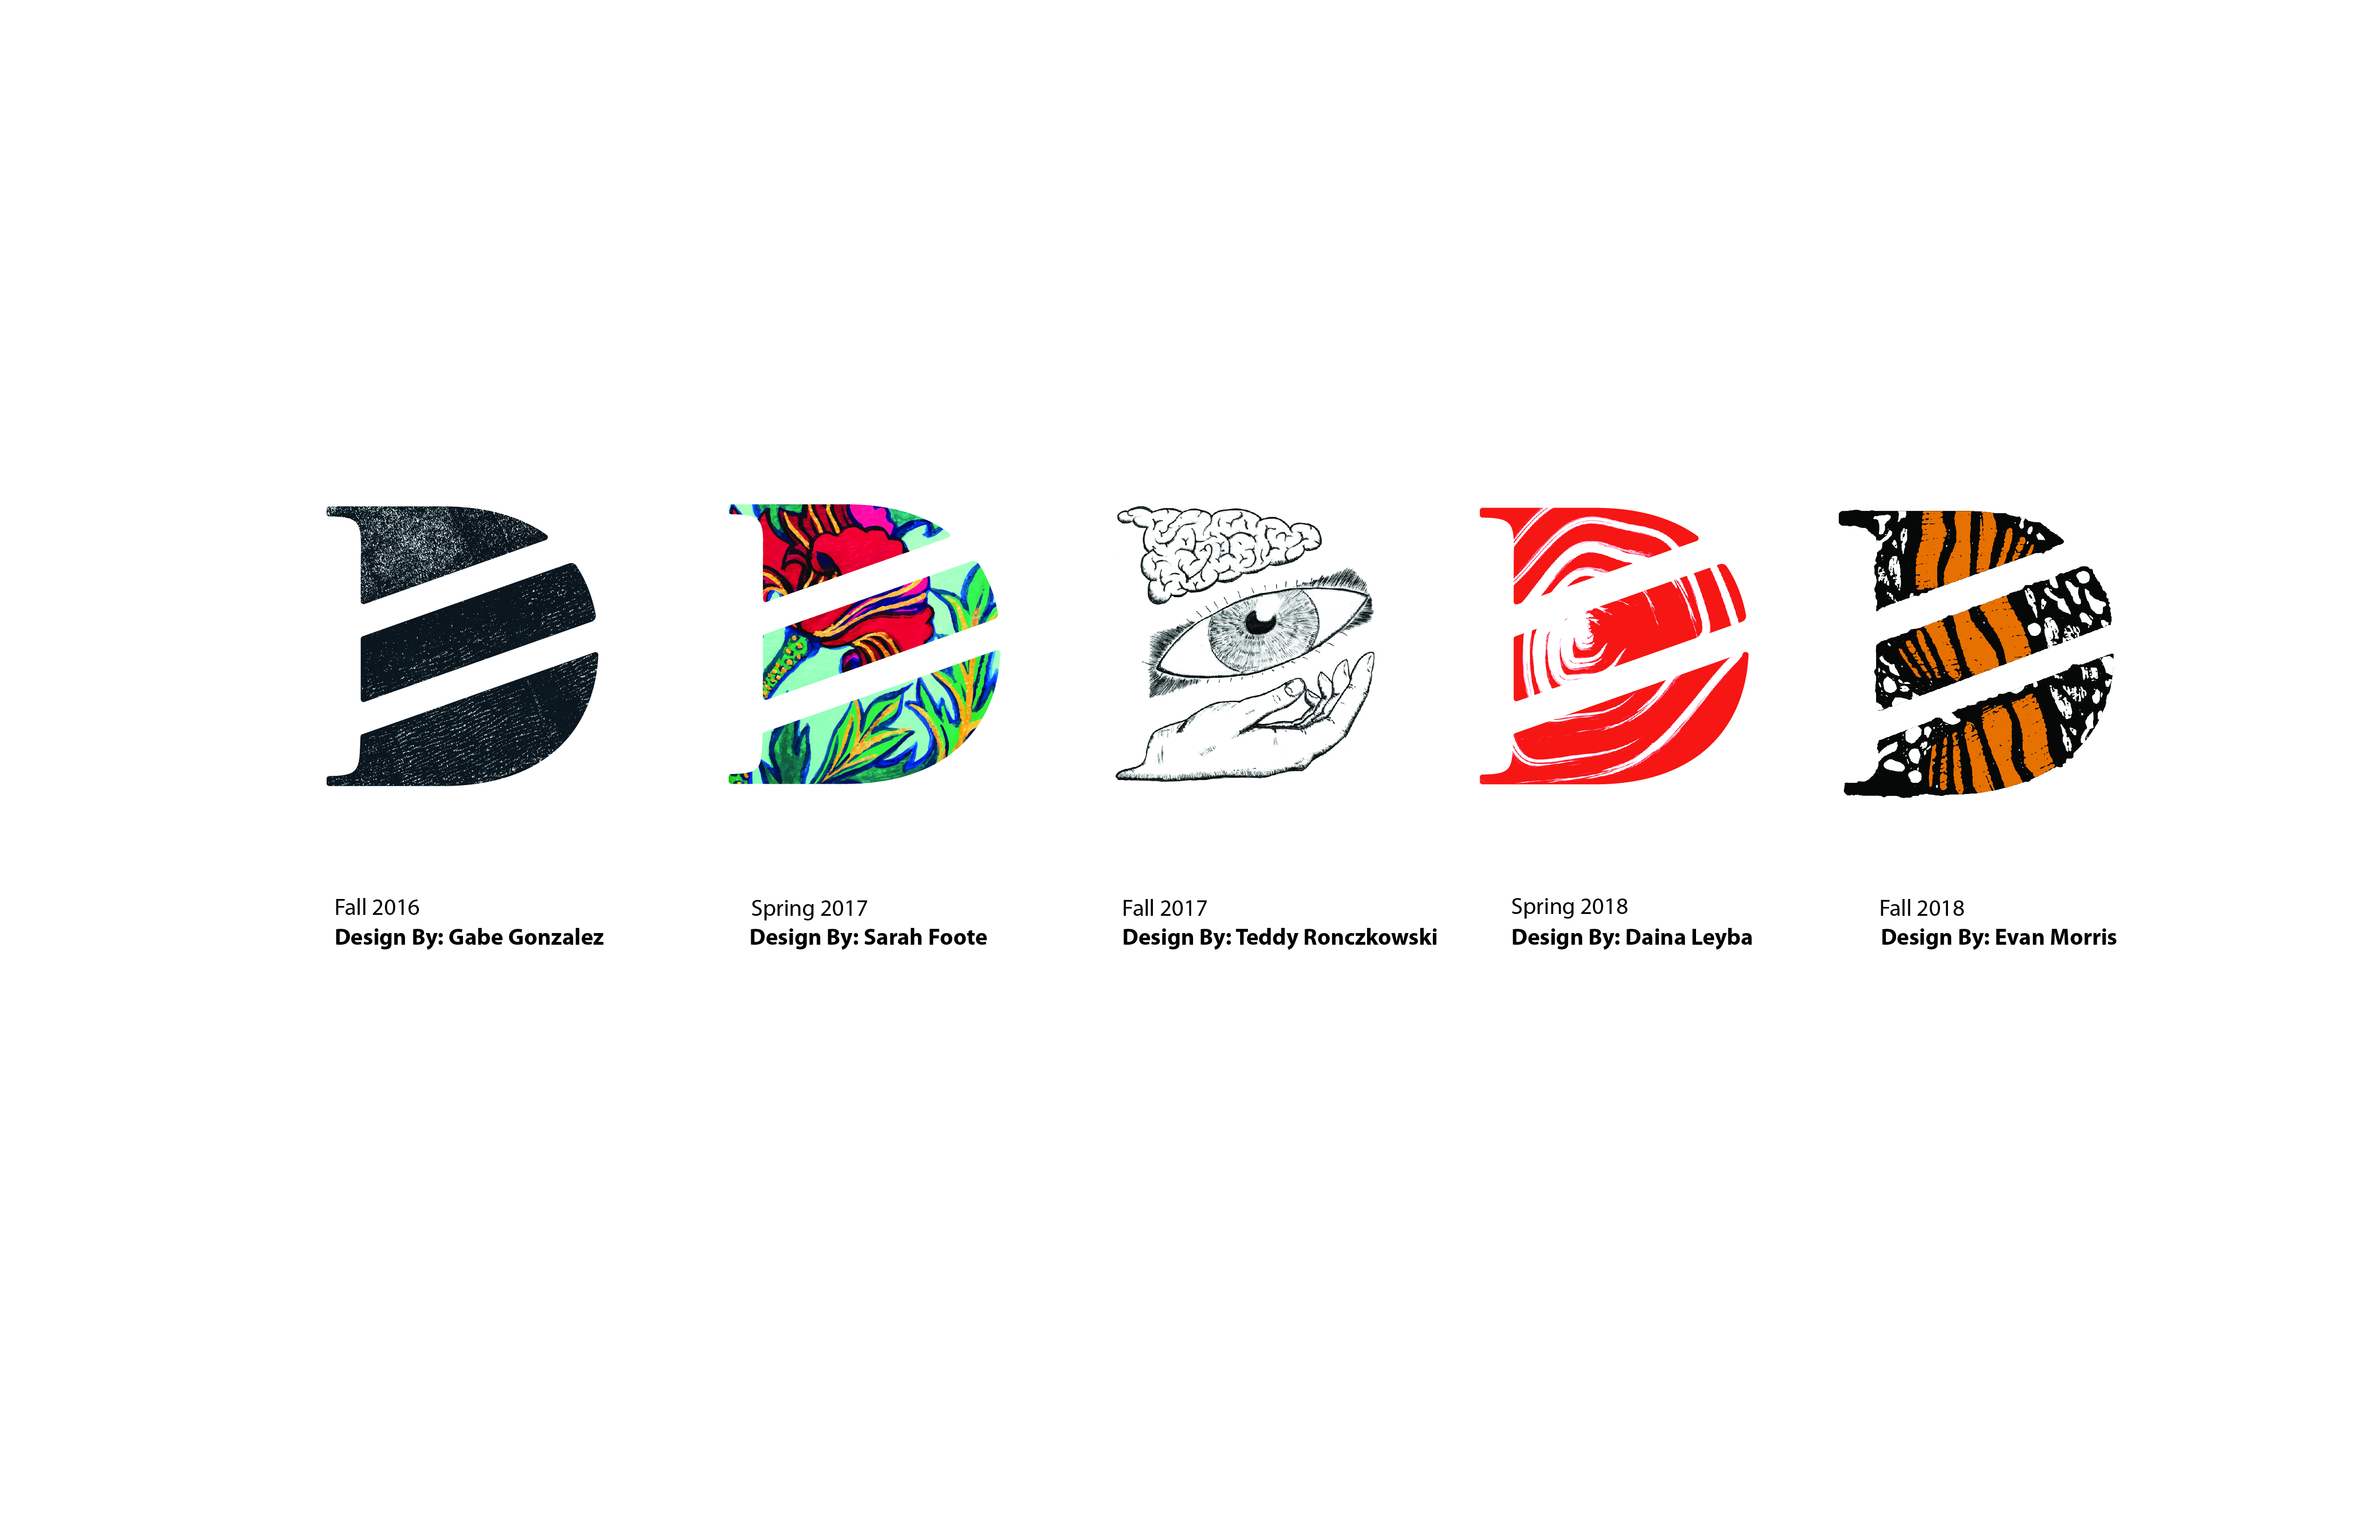 Fall 2016
Design By: Gabe Gonzalez
Spring 2017
Design By: Sarah Foote
Fall 2017
Design By: Teddy Ronczkowski
Spring 2018
Design By: Daina Leyba
Fall 2018
Design By: Evan Morris